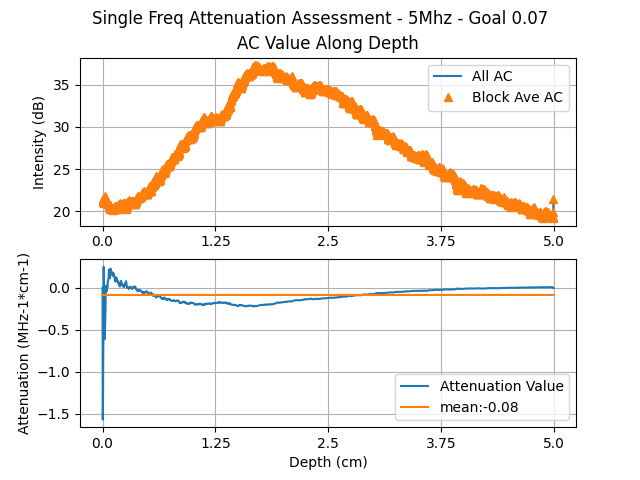 Single Freq Attenuation Assessment - 5Mhz - Goal 0.07
AC Value Along Depth
Intensity (dB)
35
30
25
20
All AC
Block Ave AC
0.0 1.25 2.5 3.75 5.0
Attenuation (MHz-1*cm-1)
0.0
−0.5
−1.0
−1.5
Attenuation Value
mean:-0.08
0.0 1.25 2.5 3.75 5.0
Depth (cm)